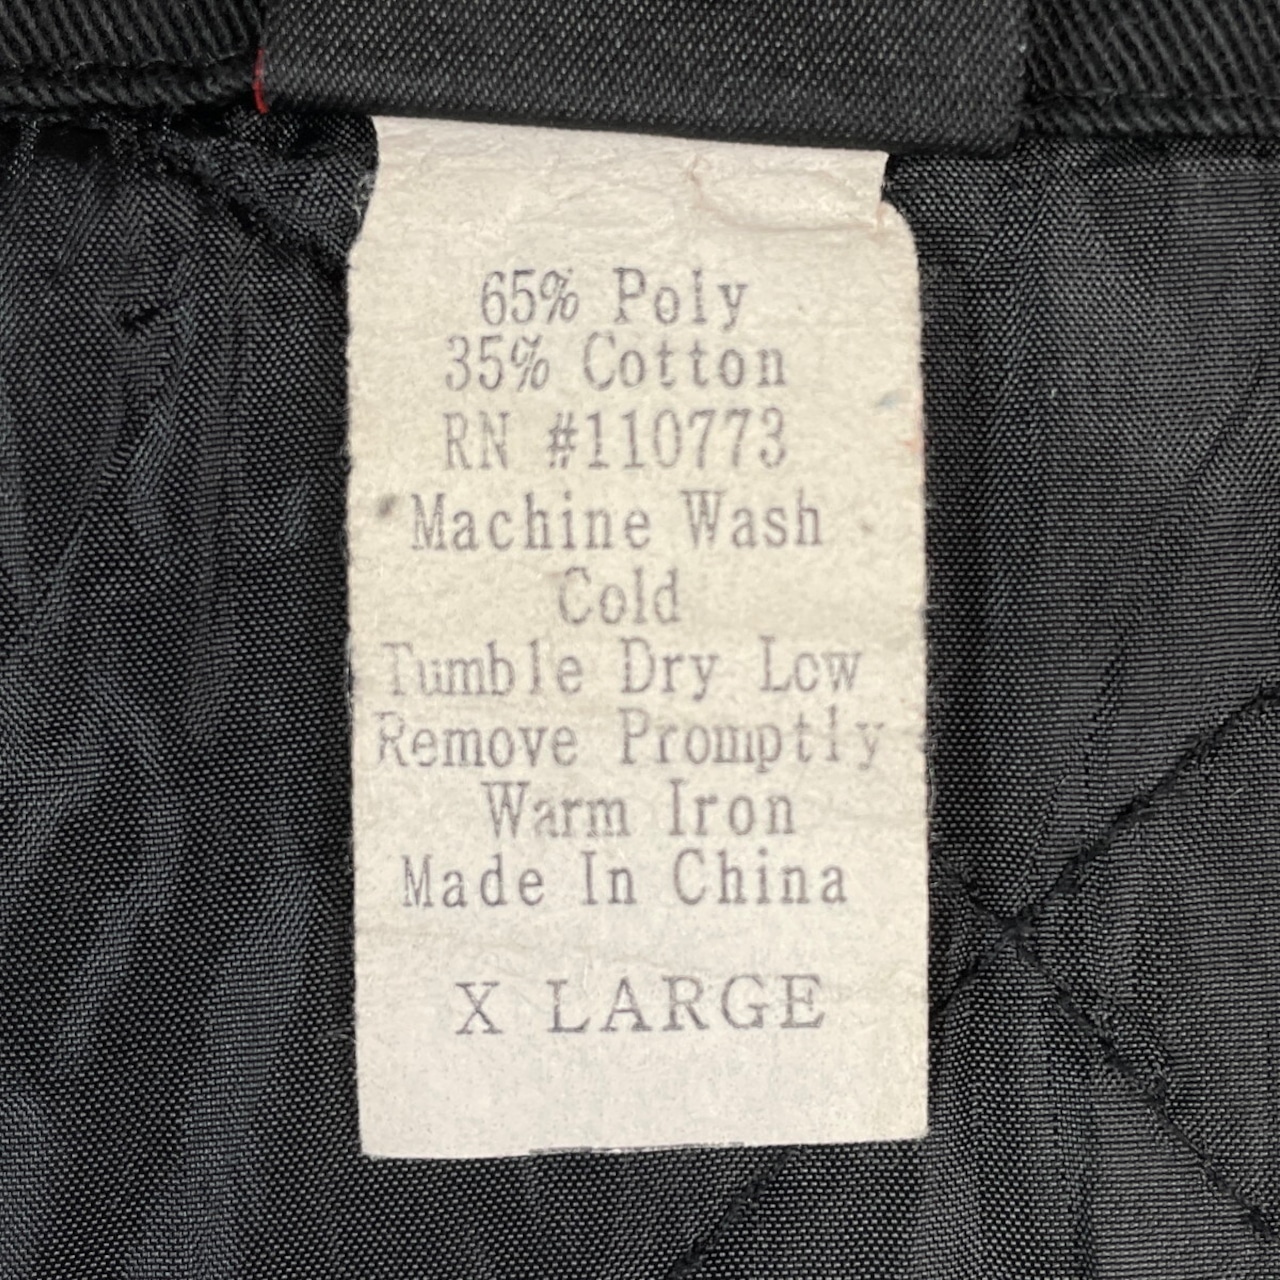 65% Poly
35% Cotton
RN #110773
Machine Wash
Cold
Tumble Dry Low
Remove Promptly
Warm Iron
Made In China
X LARGE